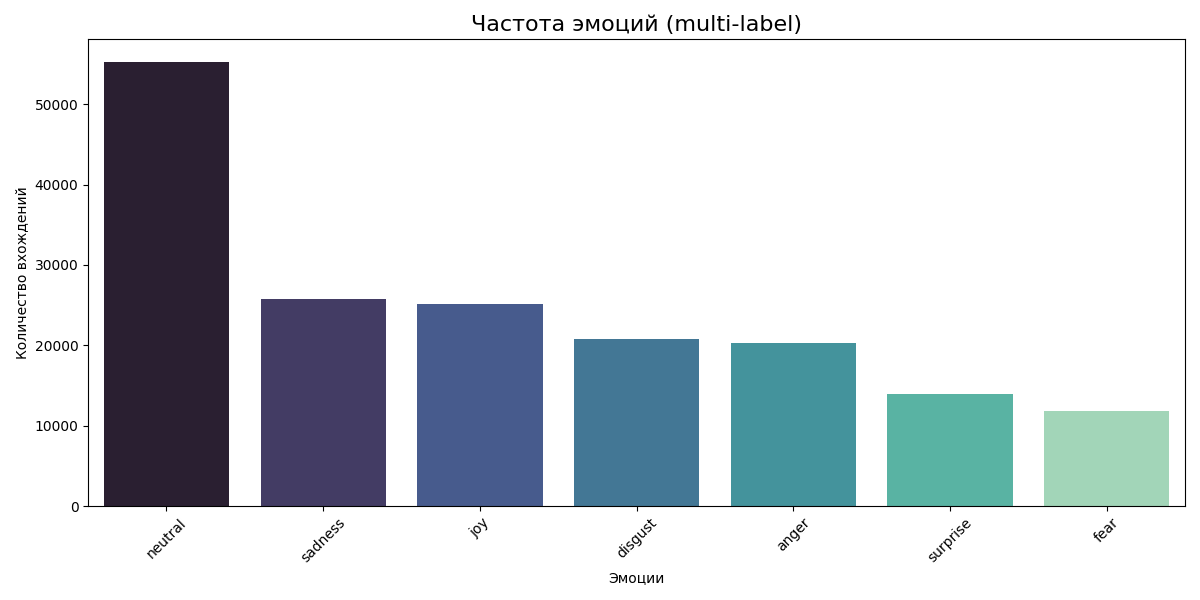 Частота эмоций (multi-label)
Количество вхождений
50000
40000
30000
20000
10000
0
neutral
sadness
joy
disgust
anger
surprise
fear
Эмоции